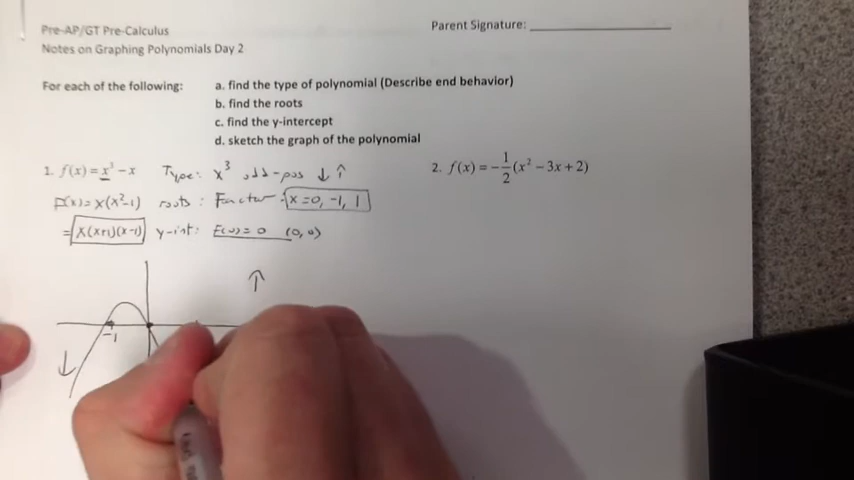 Pre-AP/GT Pre-Calculus
Parent Signature: ____________________
Notes on Graphing Polynomials Day 2
For each of the following: a. find the type of polynomial (Describe end behavior)
b. find the roots
c. find the y-intercept
d. sketch the graph of the polynomial
1. f(x) = x³ - x Type: x³ odd-pos ↓ ↑
F(x) = x(x²-1) roots: Factor: x = 0, -1, 1
= x(x+1)(x-1) y-int: F(0) = 0 (0,0)
2. f(x) = -1/2(x² - 3x + 2)
↑
-1
↓